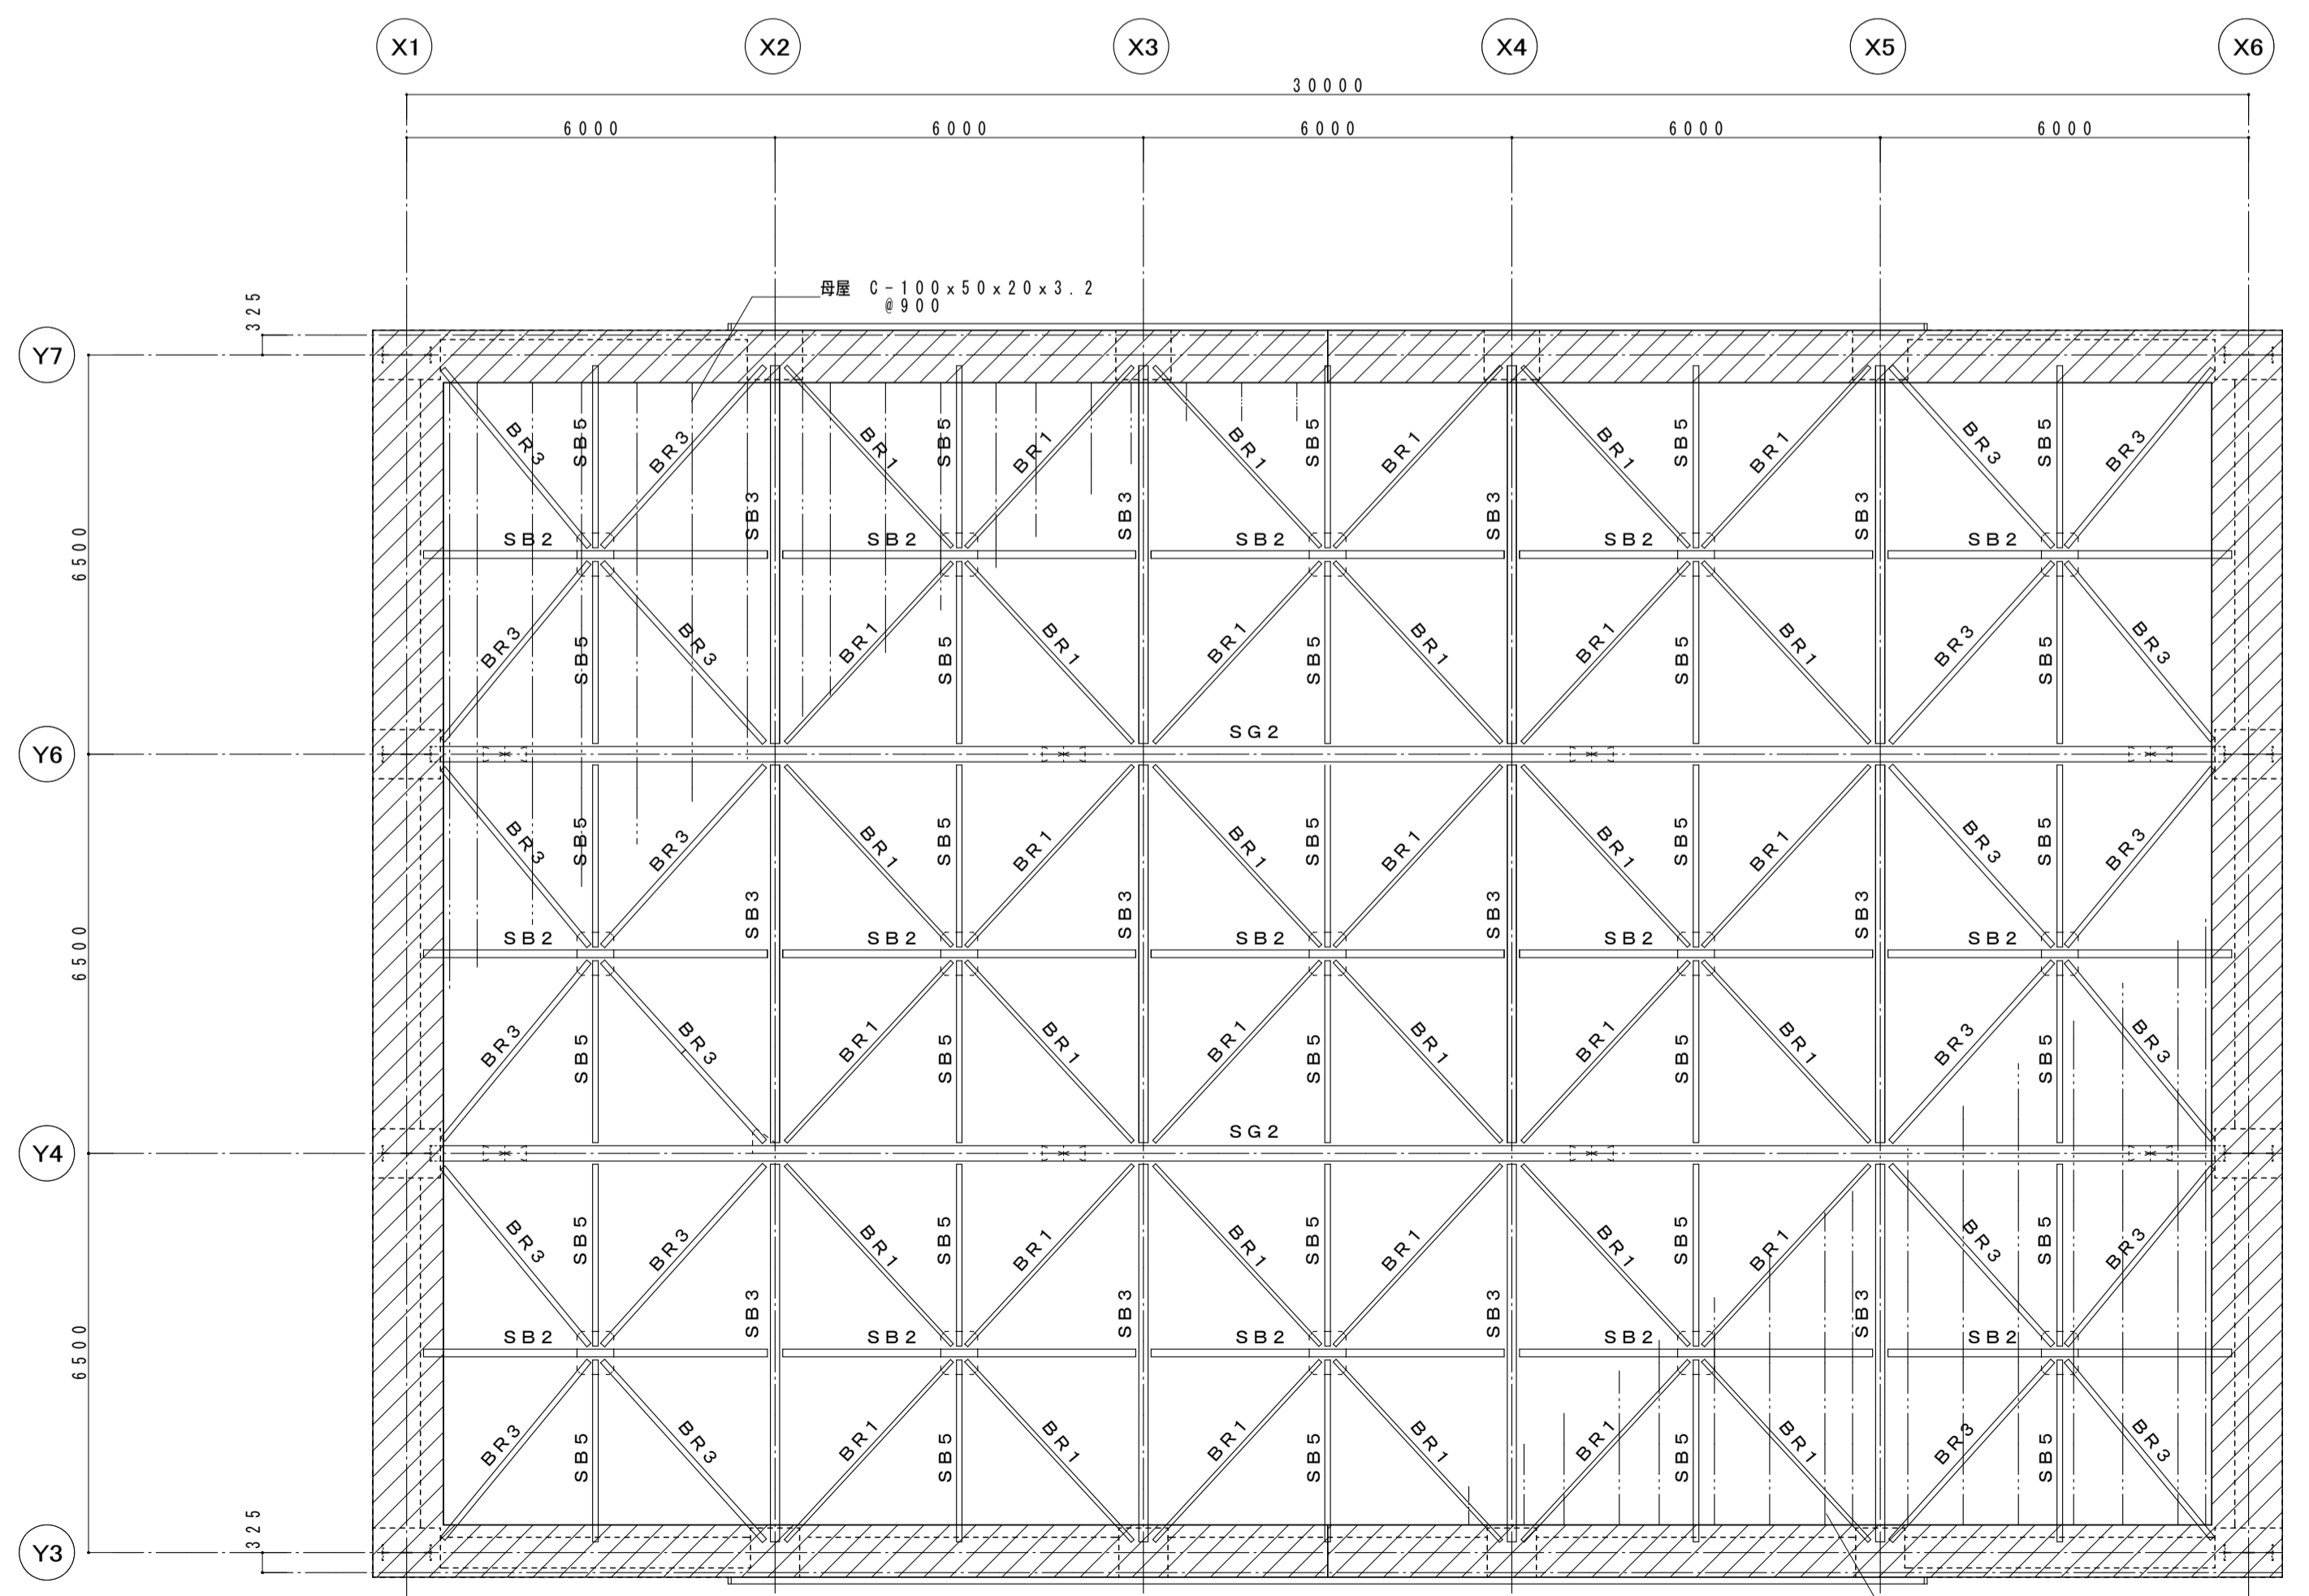 X1 X2 X3 X4 X5 X6
30000
6000 6000 6000 6000 6000
母屋 C-100x50x20x3.2
@900
325
Y7
BR3 SB5 BR3 BR1 SB5 BR1 BR1 SB5 BR1 BR1 SB5 BR1 BR3 SB5 BR3
SB3 SB3 SB3 SB3
6500
SB2 SB2 SB2 SB2 SB2
BR3 SB5 BR3 BR1 SB5 BR1 BR1 SB5 BR1 BR1 SB5 BR1 BR3 SB5 BR3
SG2
Y6
BR3 SB5 BR3 BR1 SB5 BR1 BR1 SB5 BR1 BR1 SB5 BR1 BR3 SB5 BR3
SB3 SB3 SB3 SB3
6500
SB2 SB2 SB2 SB2 SB2
BR3 SB5 BR3 BR1 SB5 BR1 BR1 SB5 BR1 BR1 SB5 BR1 BR3 SB5 BR3
SG2
Y4
BR3 SB5 BR3 BR1 SB5 BR1 BR1 SB5 BR1 BR1 SB5 BR1 BR3 SB5 BR3
SB3 SB3 SB3 SB3
6500
SB2 SB2 SB2 SB2 SB2
BR3 SB5 BR3 BR1 SB5 BR1 BR1 SB5 BR1 BR1 SB5 BR1 BR3 SB5 BR3
325
Y3